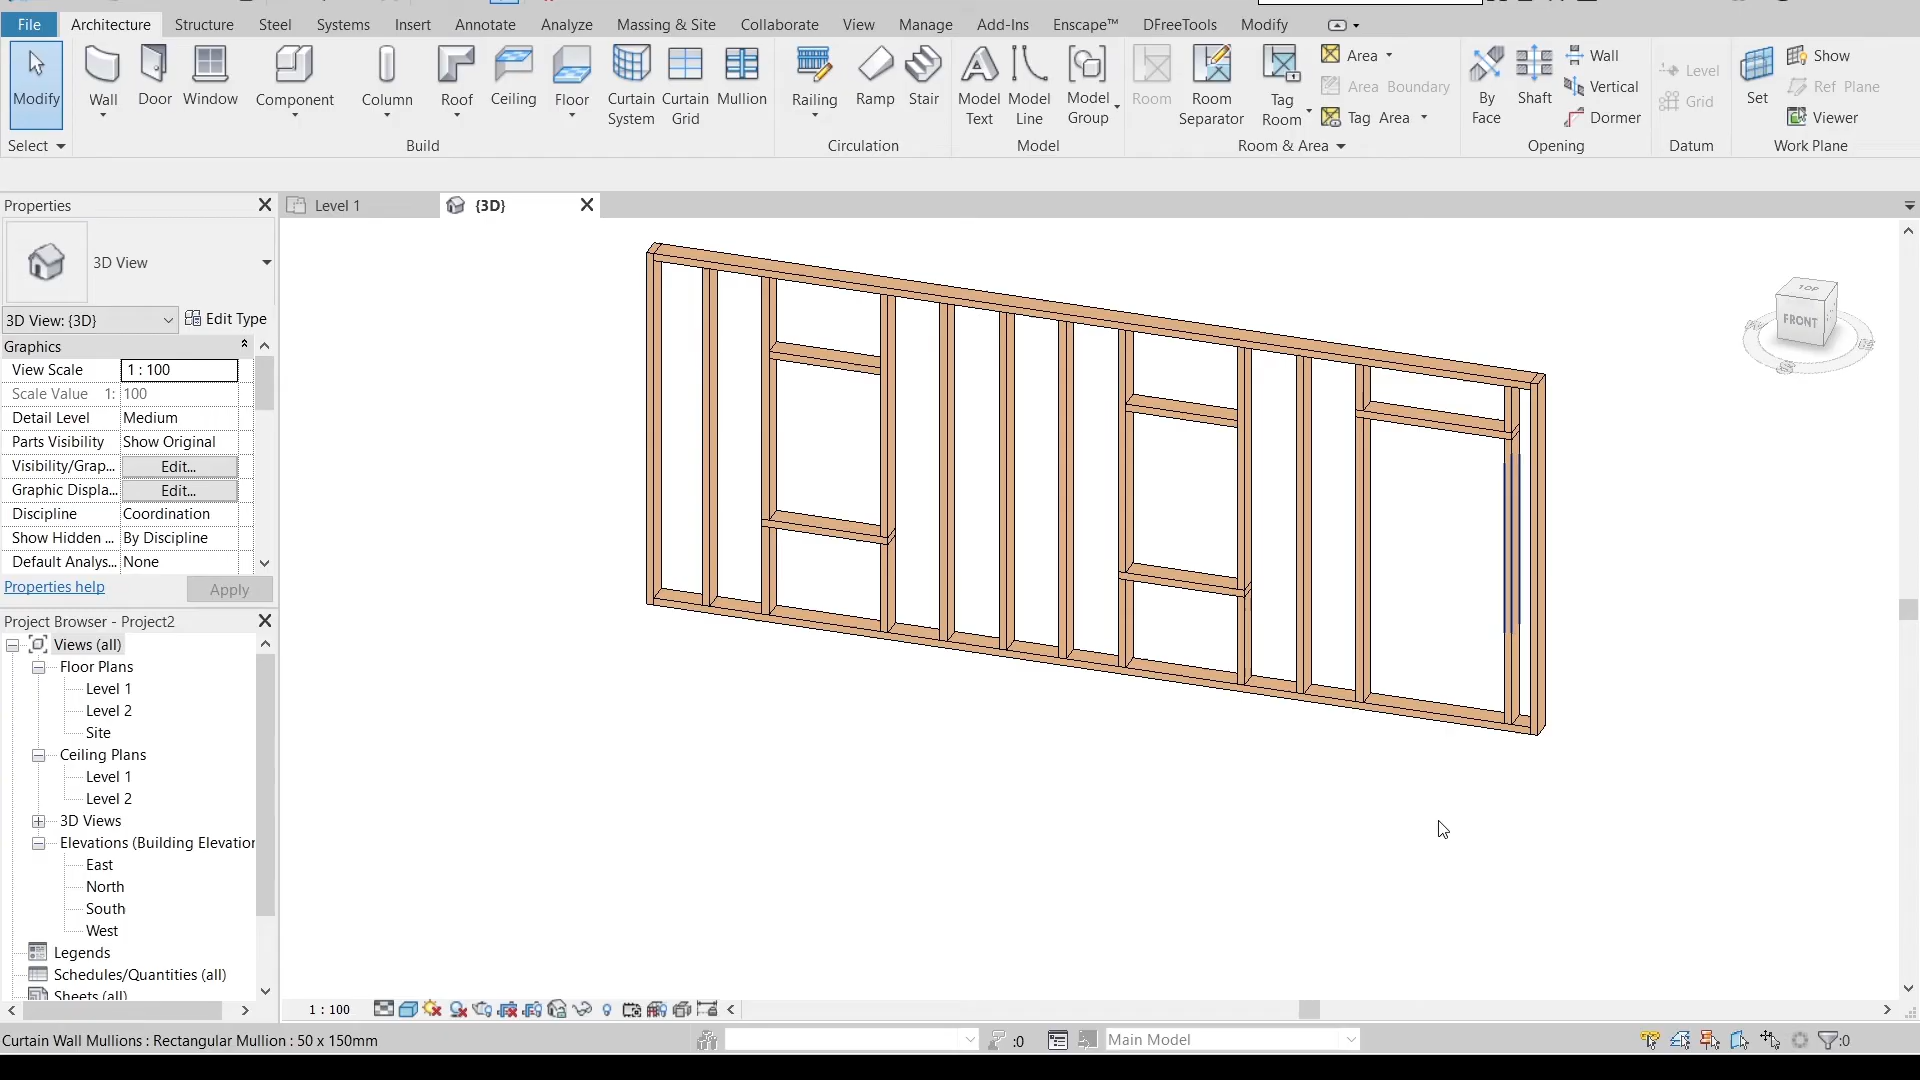 File Architecture Structure Steel Systems Insert Annotate Analyze Massing & Site Collaborate View Manage Add-Ins Enscape™ DFreeTools Modify
Modify Wall Door Window Component Column Roof Ceiling Floor Curtain System Curtain Grid Mullion Railing Ramp Stair Model Text Model Line Model Group Room Room Separator Tag Room Area Area Boundary Tag Area By Face Shaft Wall Vertical Dormer Level Grid Set Show Ref Plane Viewer
Select Build Circulation Model Room & Area Opening Datum Work Plane
Properties
Level 1
{3D}
3D View
3D View: {3D}
Edit Type
Graphics
View Scale 1 : 100
Scale Value 1: 100
Detail Level Medium
Parts Visibility Show Original
Visibility/Grap... Edit...
Graphic Displa... Edit...
Discipline Coordination
Show Hidden ... By Discipline
Default Analys... None
Properties help
Apply
TOP
FRONT
Project Browser - Project2
Views (all)
Floor Plans
Level 1
Level 2
Site
Ceiling Plans
Level 1
Level 2
3D Views
Elevations (Building Elevation
East
North
South
West
Legends
Schedules/Quantities (all)
Sheets (all)
1 : 100
Curtain Wall Mullions : Rectangular Mullion : 50 x 150mm
:0
Main Model
:0